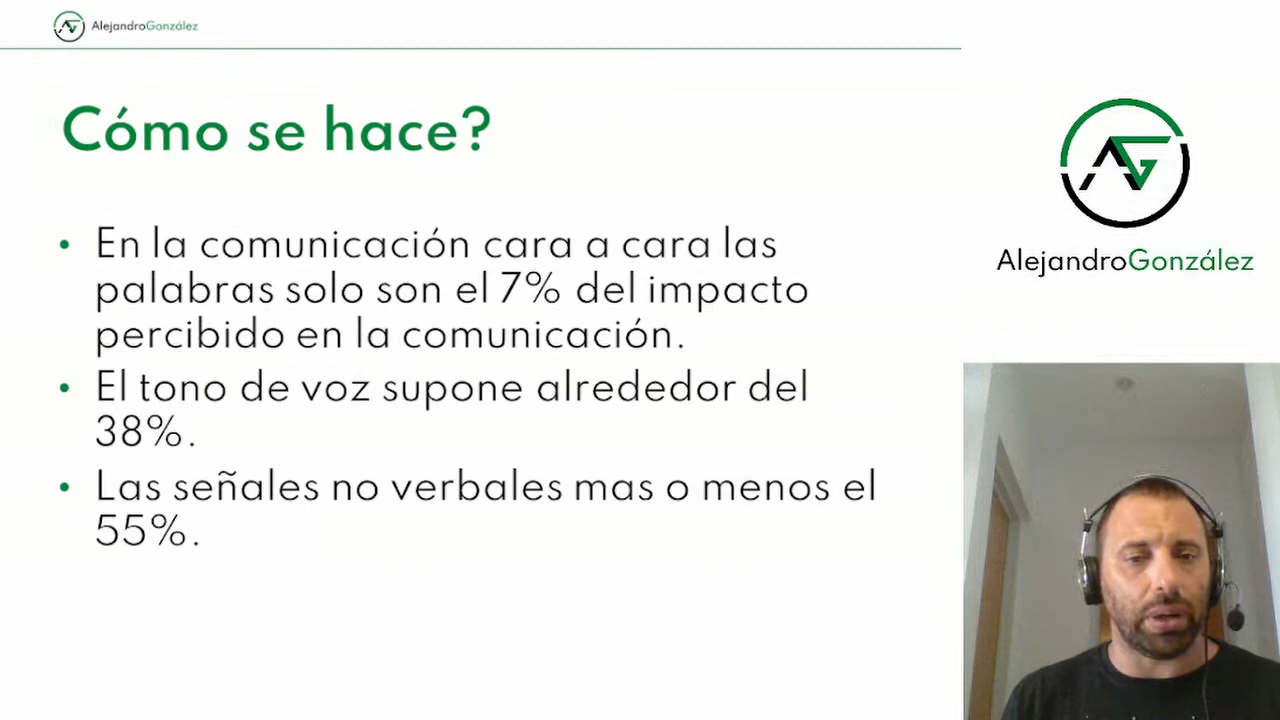 AlejandroGonzález
Cómo se hace?
• En la comunicación cara a cara las
palabras solo son el 7% del impacto
percibido en la comunicación.
• El tono de voz supone alrededor del
38%.
• Las señales no verbales mas o menos el
55%.
AG
AlejandroGonzález